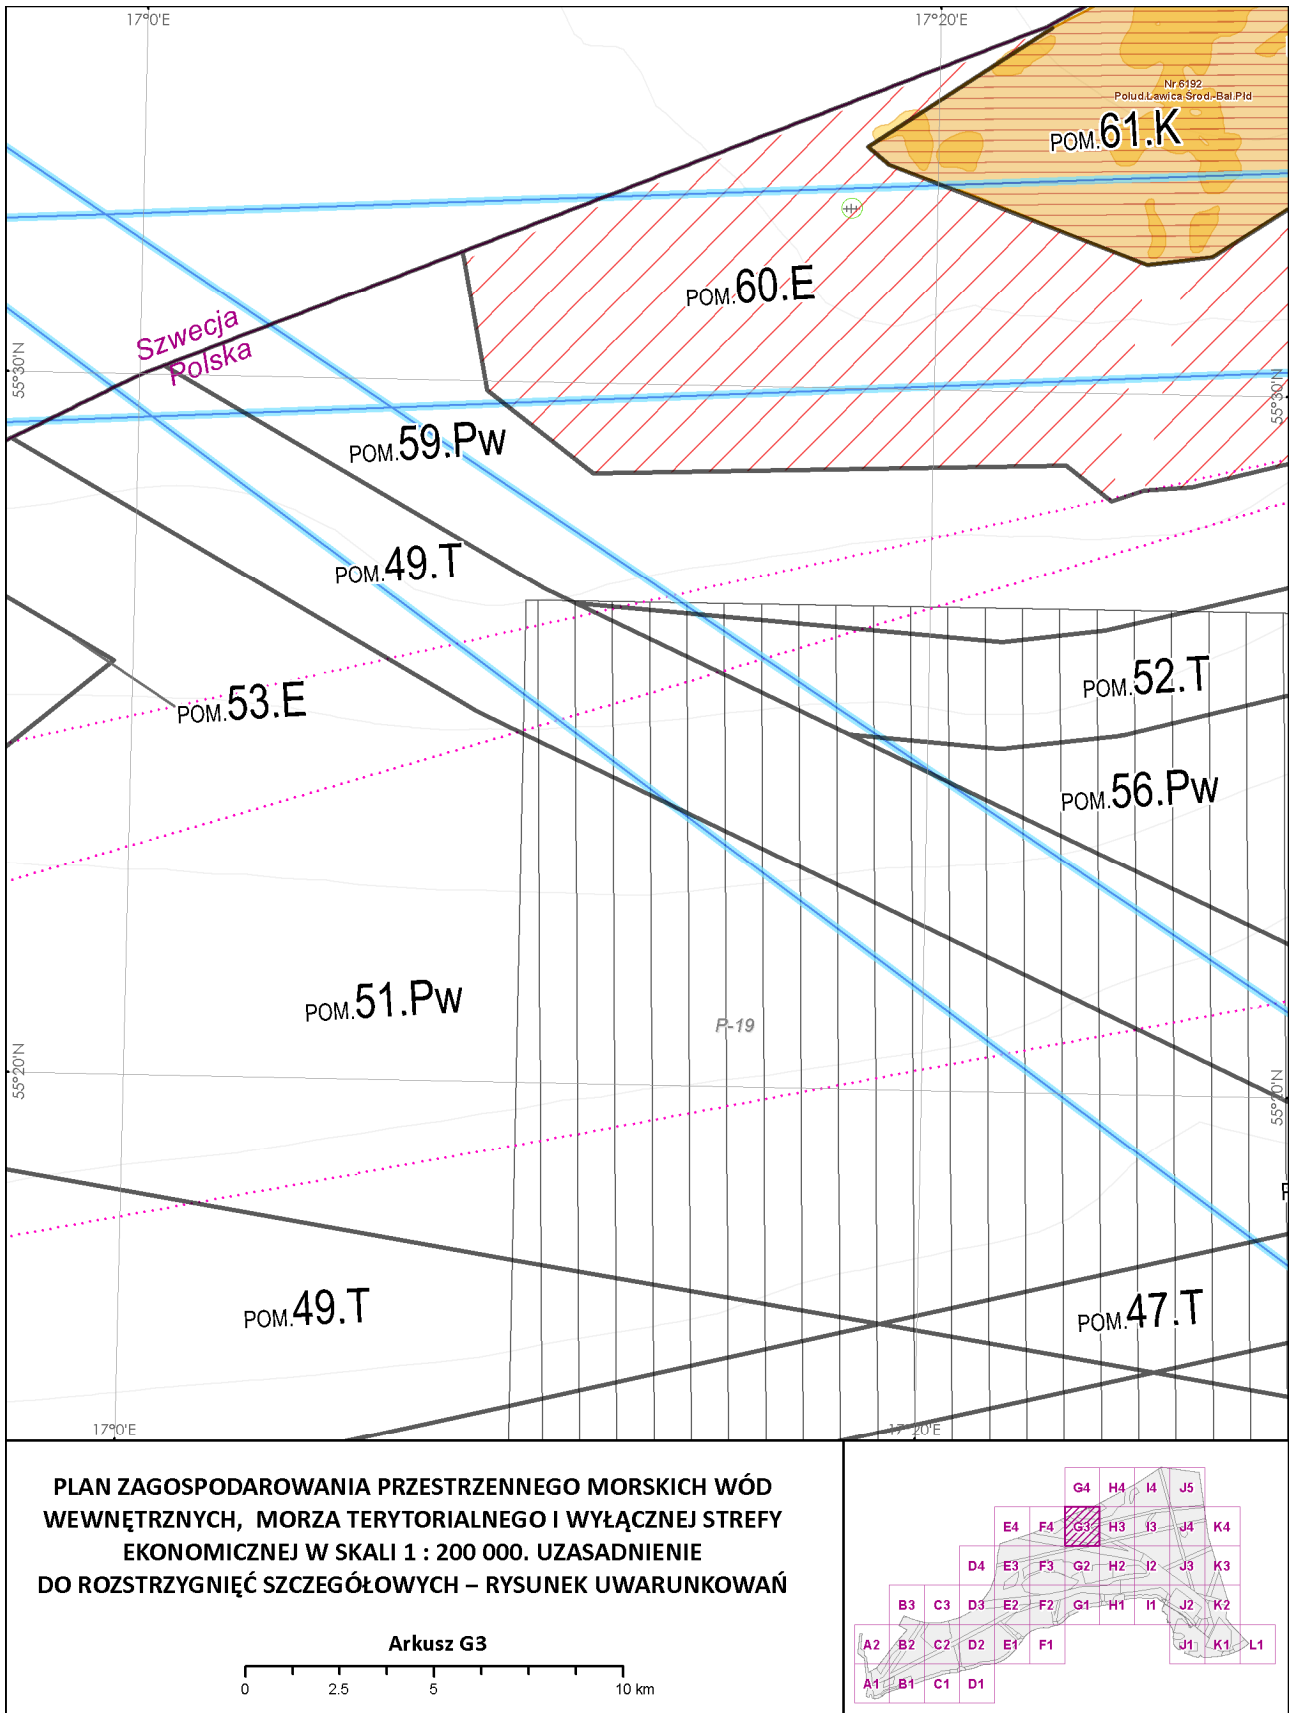 17°0'E
17°20'E
Nr 6192
Połud.Ławica Środ.-Bał.Płd
POM.61.K
POM.60.E
Szwecja
Polska
55°30'N
55°30'N
POM.59.Pw
POM.49.T
POM.52.T
POM.53.E
POM.56.Pw
POM.51.Pw
P-19
55°20'N
55°20'N
POM.49.T
POM.47.T
17°0'E
17°20'E
PLAN ZAGOSPODAROWANIA PRZESTRZENNEGO MORSKICH WÓD
WEWNĘTRZNYCH, MORZA TERYTORIALNEGO I WYŁĄCZNEJ STREFY
EKONOMICZNEJ W SKALI 1 : 200 000. UZASADNIENIE
DO ROZSTRZYGNIĘĆ SZCZEGÓŁOWYCH – RYSUNEK UWARUNKOWAŃ
Arkusz G3
0 2.5 5 10 km
G4 H4 I4 J5
E4 F4 G3 H3 I3 J4 K4
D4 E3 F3 G2 H2 I2 J3 K3
B3 C3 D3 E2 F2 G1 H1 I1 J2 K2
A2 B2 C2 D2 E1 F1 J1 K1 L1
A1 B1 C1 D1